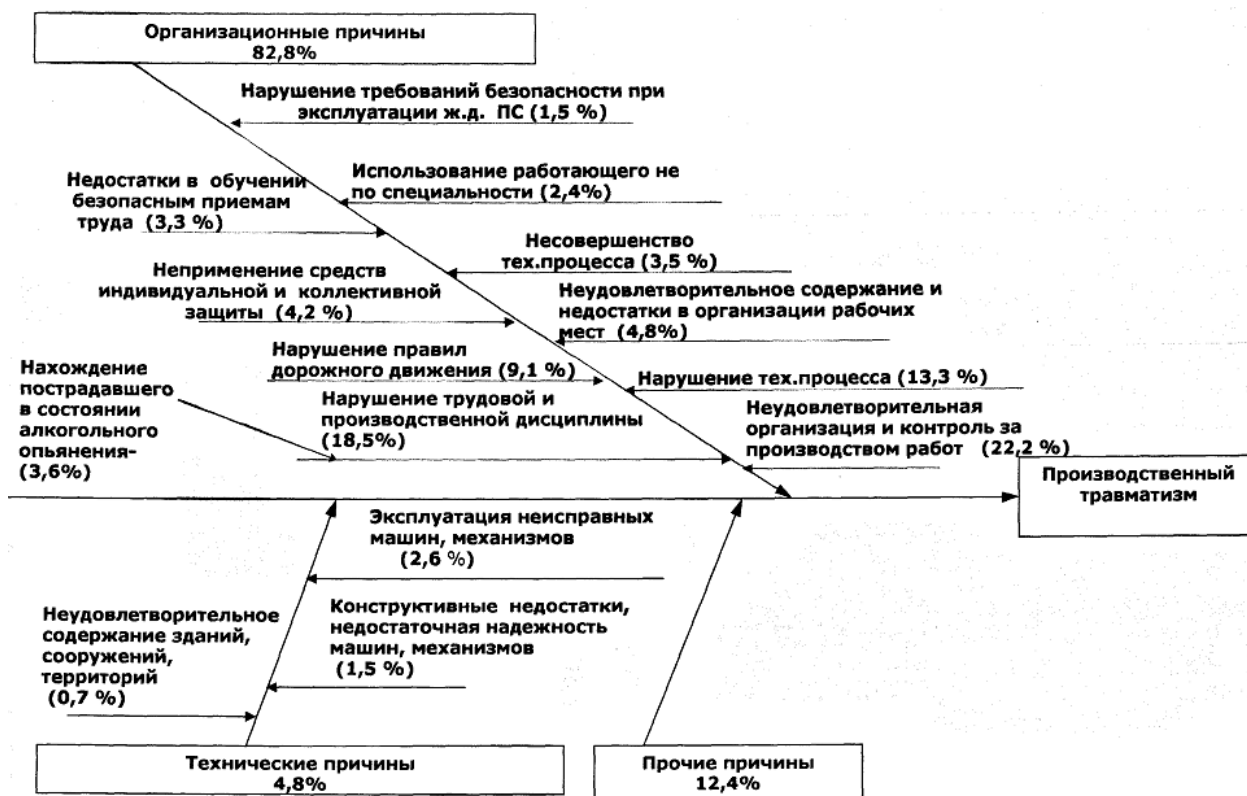 Организационные причины
82,8%
Нарушение требований безопасности при
эксплуатации ж.д. ПС (1,5 %)
Использование работающего не
по специальности (2,4%)
Недостатки в обучений
безопасным приемам
труда (3,3 %)
Несовершенство
тех.процесса (3,5 %)
Неприменение средств
индивидуальной и коллективной
защиты (4,2 %)
Неудовлетворительное содержание и
недостатки в организации рабочих
мест (4,8%)
Нарушение правил
дорожного движения (9,1 %)
Нарушение тех.процесса (13,3 %)
Нахождение
пострадавшего
в состоянии
алкогольного
опьянения-
(3,6%)
Нарушение трудовой и
производственной дисциплины
(18,5%)
Неудовлетворительная
организация и контроль за
производством работ (22,2 %)
Производственный
травматизм
Эксплуатация неисправных
машин, механизмов
(2,6 %)
Неудовлетворительное
содержание зданий,
сооружений,
территорий
(0,7 %)
Конструктивные недостатки,
недостаточная надежность
машин, механизмов
(1,5 %)
Технические причины
4,8%
Прочие причины
12,4%